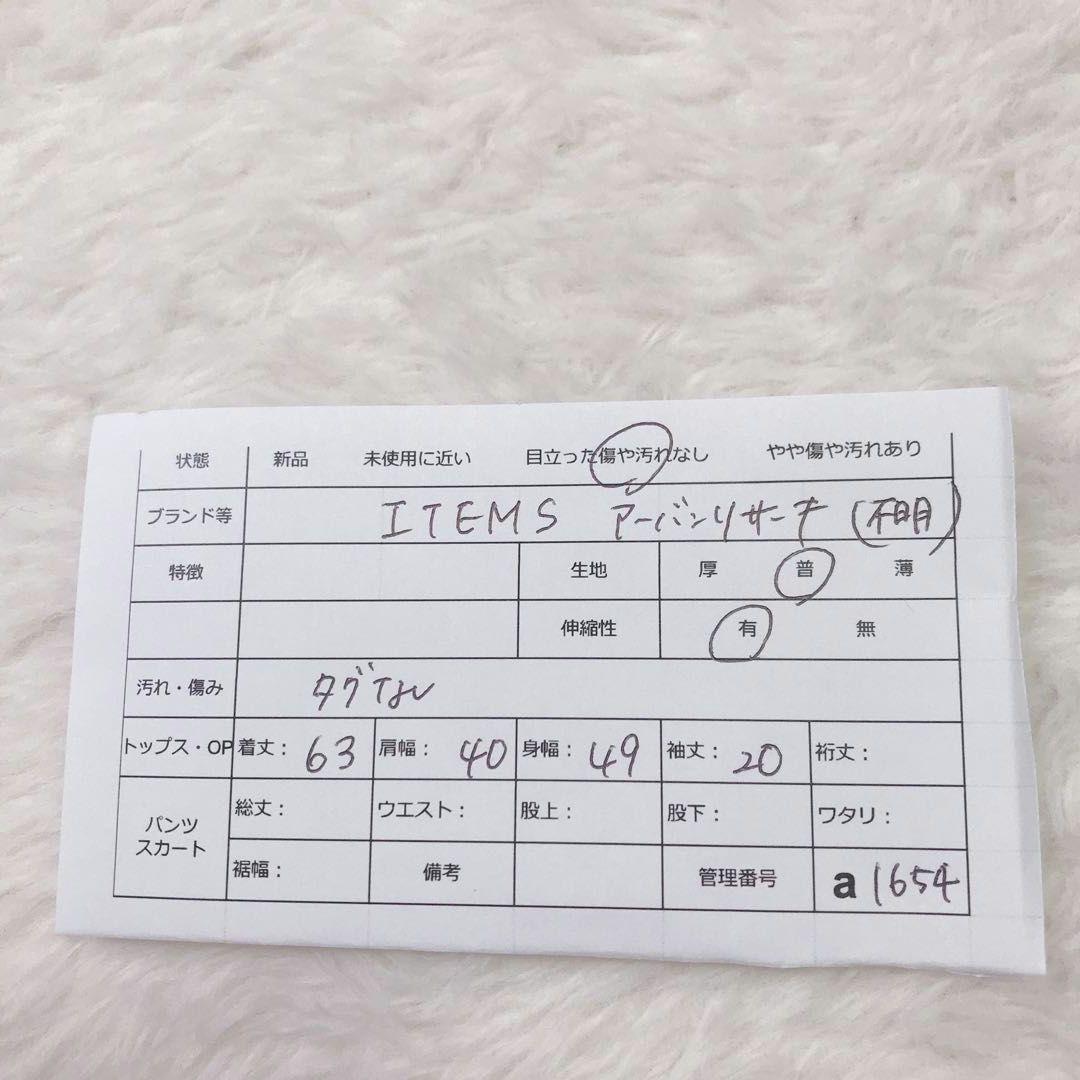 状態 新品 未使用に近い 目立った傷や汚れなし やや傷や汚れあり
ブランド等 ITEMS アーバンリサーチ (不明)
特徴 生地 厚 普 薄
伸縮性 有 無
汚れ・傷み タグなし
トップス・OP 着丈: 63 肩幅: 40 身幅: 49 袖丈: 20 裄丈:
パンツ スカート 総丈: ウエスト: 股上: 股下: ワタリ:
裾幅: 備考 管理番号 a 1654